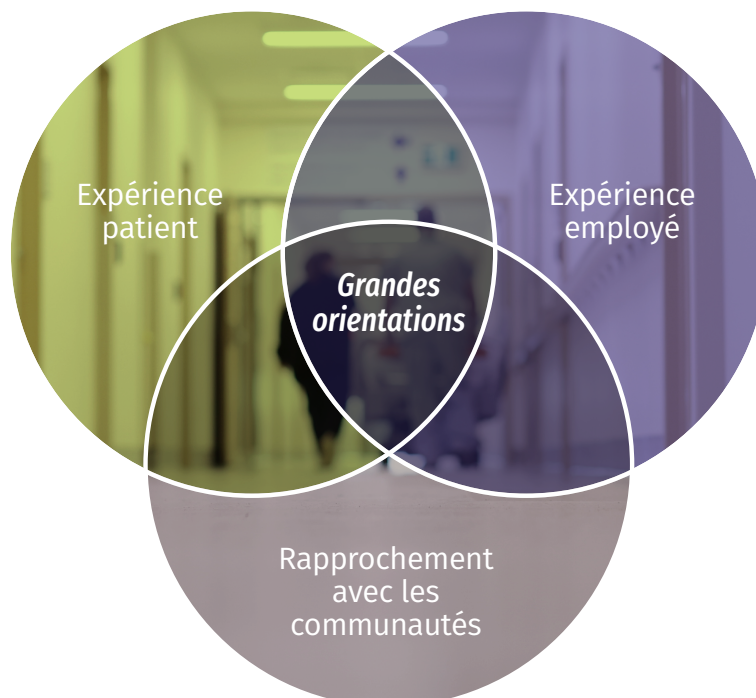 Expérience
patient
Expérience
employé
Grandes
orientations
Rapprochement
avec les
communautés